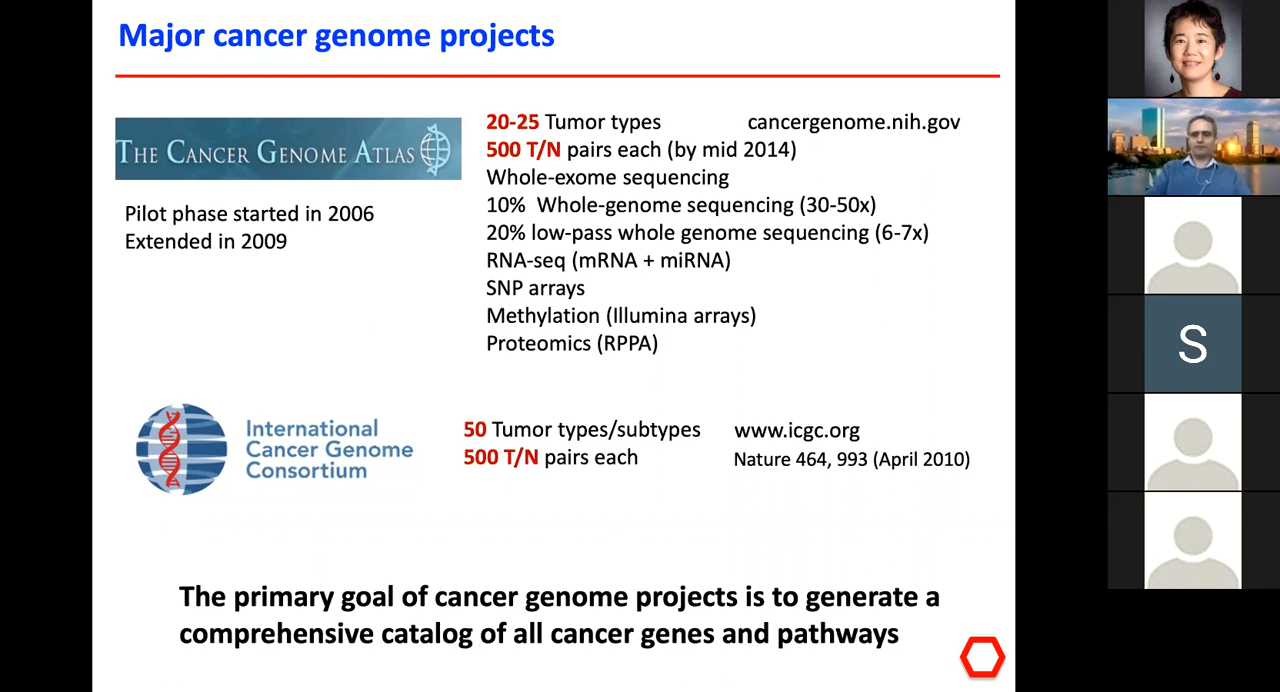 Major cancer genome projects
THE CANCER GENOME ATLAS
Pilot phase started in 2006
Extended in 2009
20-25 Tumor types cancergenome.nih.gov
500 T/N pairs each (by mid 2014)
Whole-exome sequencing
10% Whole-genome sequencing (30-50x)
20% low-pass whole genome sequencing (6-7x)
RNA-seq (mRNA + miRNA)
SNP arrays
Methylation (Illumina arrays)
Proteomics (RPPA)
International
Cancer Genome
Consortium
50 Tumor types/subtypes www.icgc.org
500 T/N pairs each Nature 464, 993 (April 2010)
The primary goal of cancer genome projects is to generate a
comprehensive catalog of all cancer genes and pathways
S